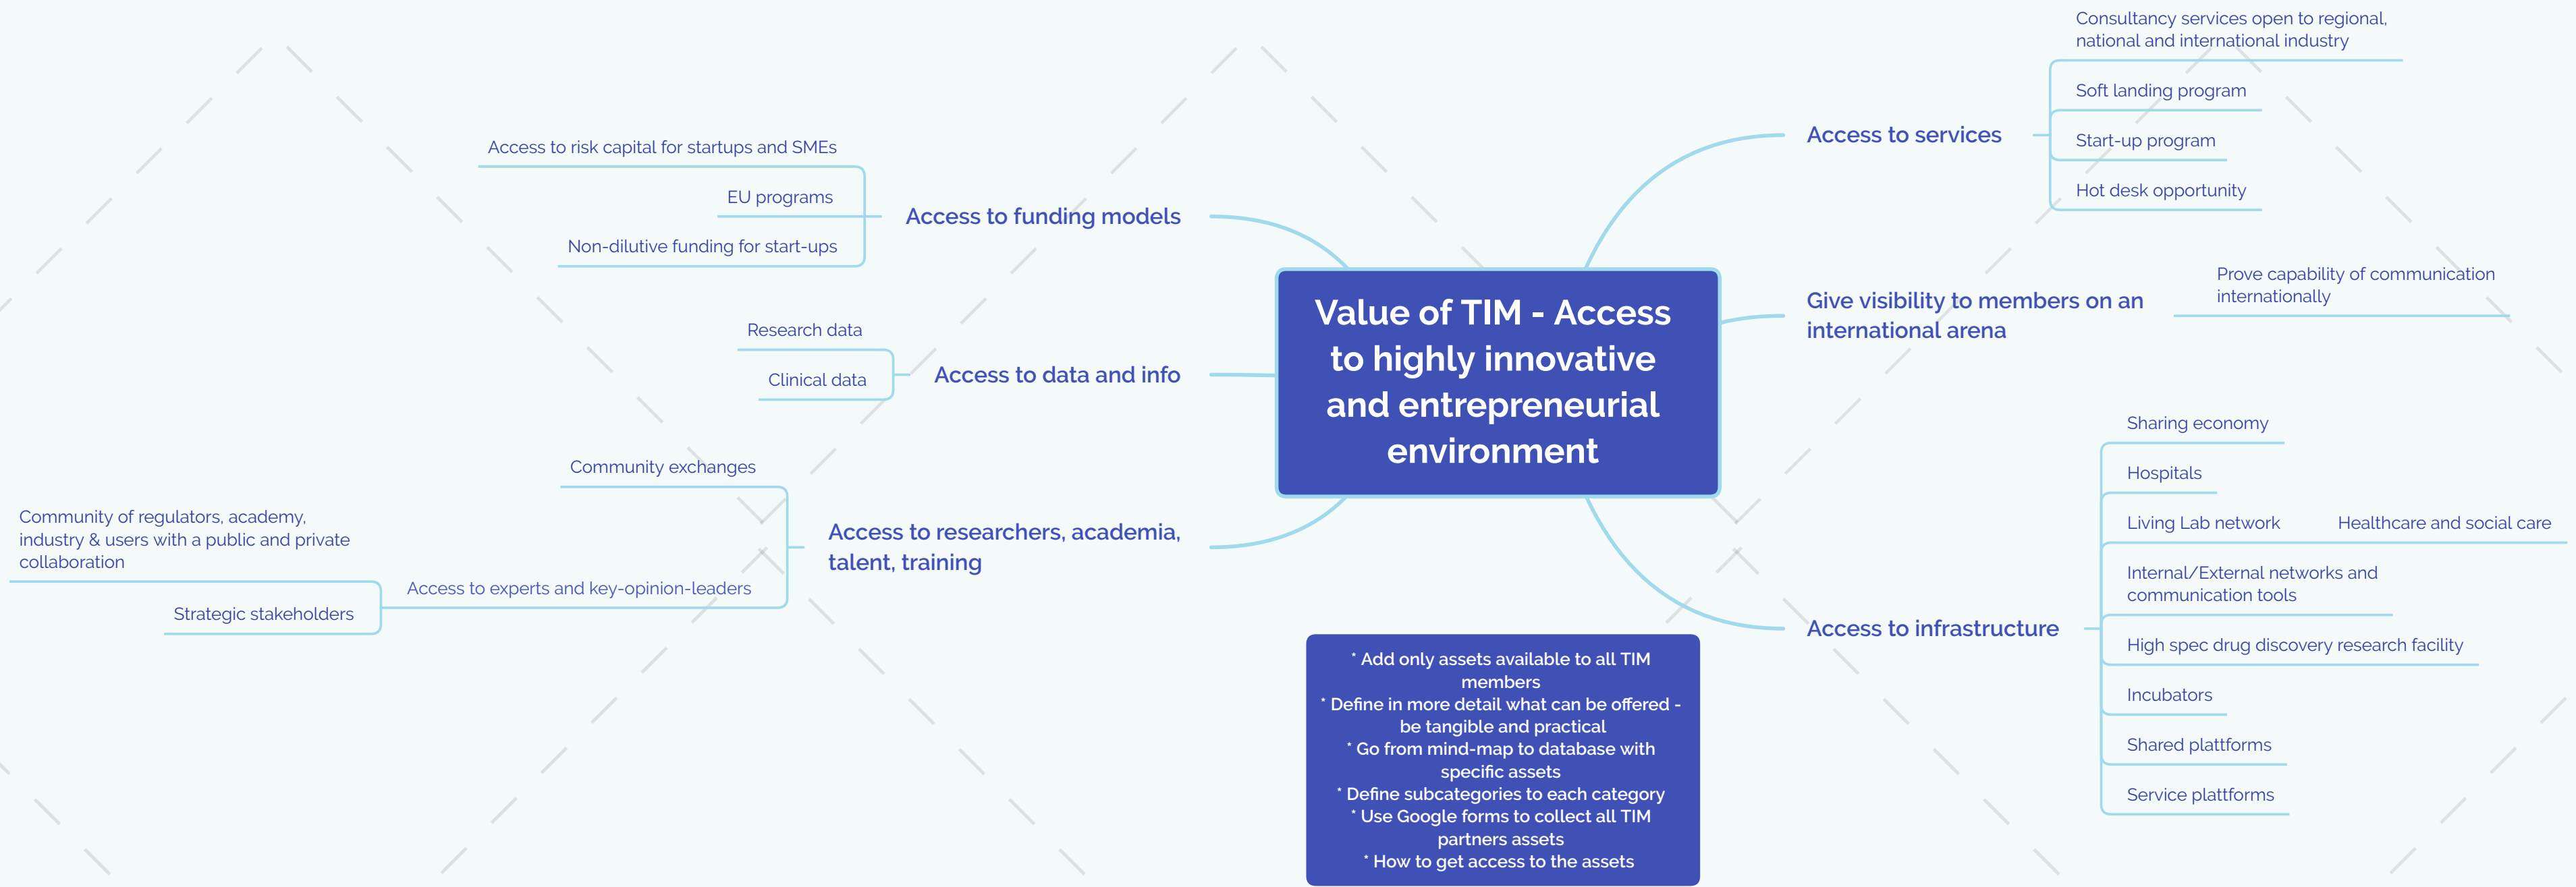 Value of TIM - Access
to highly innovative
and entrepreneurial
environment
Access to services
Consultancy services open to regional,
national and international industry
Soft landing program
Start-up program
Hot desk opportunity
Give visibility to members on an
international arena
Prove capability of communication
internationally
Access to infrastructure
Sharing economy
Hospitals
Living Lab network
Healthcare and social care
Internal/External networks and
communication tools
High spec drug discovery research facility
Incubators
Shared plattforms
Service plattforms
Access to funding models
Access to risk capital for startups and SMEs
EU programs
Non-dilutive funding for start-ups
Access to data and info
Research data
Clinical data
Access to researchers, academia,
talent, training
Community exchanges
Access to experts and key-opinion-leaders
Community of regulators, academy,
industry & users with a public and private
collaboration
Strategic stakeholders
* Add only assets available to all TIM
members
* Define in more detail what can be offered -
be tangible and practical
* Go from mind-map to database with
specific assets
* Define subcategories to each category
* Use Google forms to collect all TIM
partners assets
* How to get access to the assets